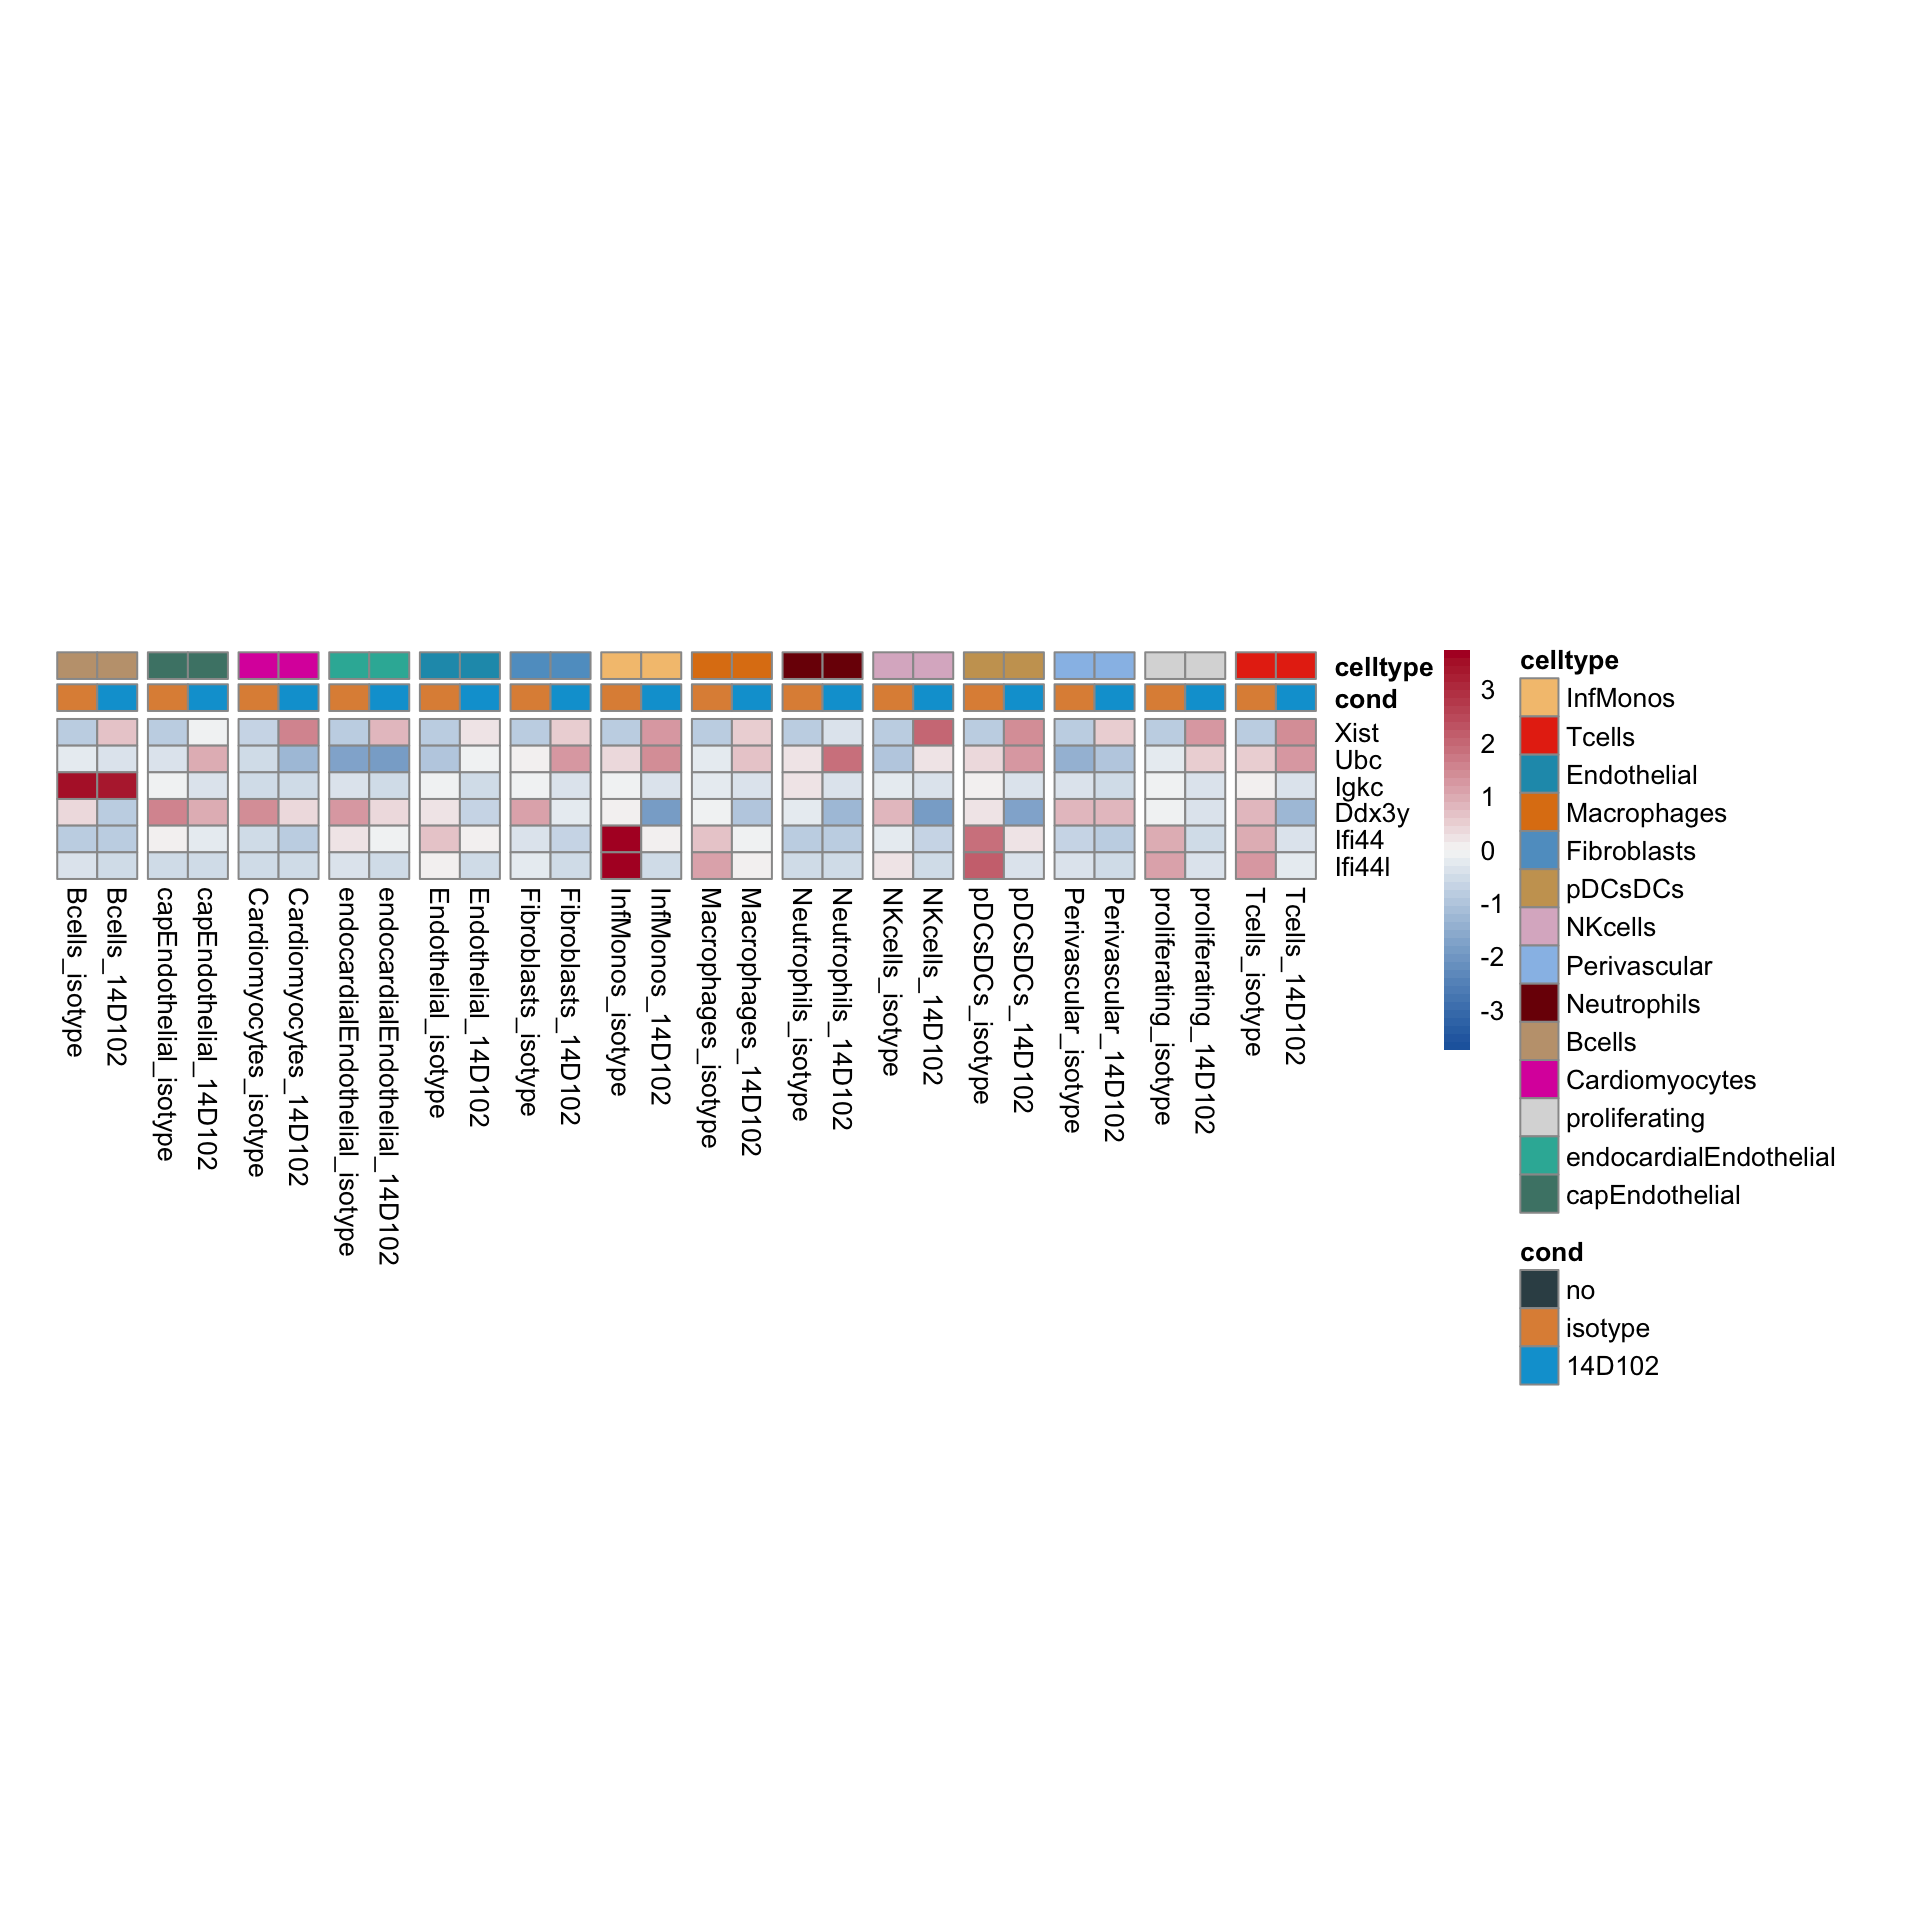 celltype
cond
Xist
Ubc
Igkc
Ddx3y
Ifi44
Ifi44l
Bcells_isotype
Bcells_14D102
capEndothelial_isotype
capEndothelial_14D102
Cardiomyocytes_isotype
Cardiomyocytes_14D102
endocardialEndothelial_isotype
endocardialEndothelial_14D102
Endothelial_isotype
Endothelial_14D102
Fibroblasts_isotype
Fibroblasts_14D102
InfMonos_isotype
InfMonos_14D102
Macrophages_isotype
Macrophages_14D102
Neutrophils_isotype
Neutrophils_14D102
NKcells_isotype
NKcells_14D102
pDCsDCs_isotype
pDCsDCs_14D102
Perivascular_isotype
Perivascular_14D102
proliferating_isotype
proliferating_14D102
Tcells_isotype
Tcells_14D102
3
2
1
0
-1
-2
-3
celltype
InfMonos
Tcells
Endothelial
Macrophages
Fibroblasts
pDCsDCs
NKcells
Perivascular
Neutrophils
Bcells
Cardiomyocytes
proliferating
endocardialEndothelial
capEndothelial
cond
no
isotype
14D102